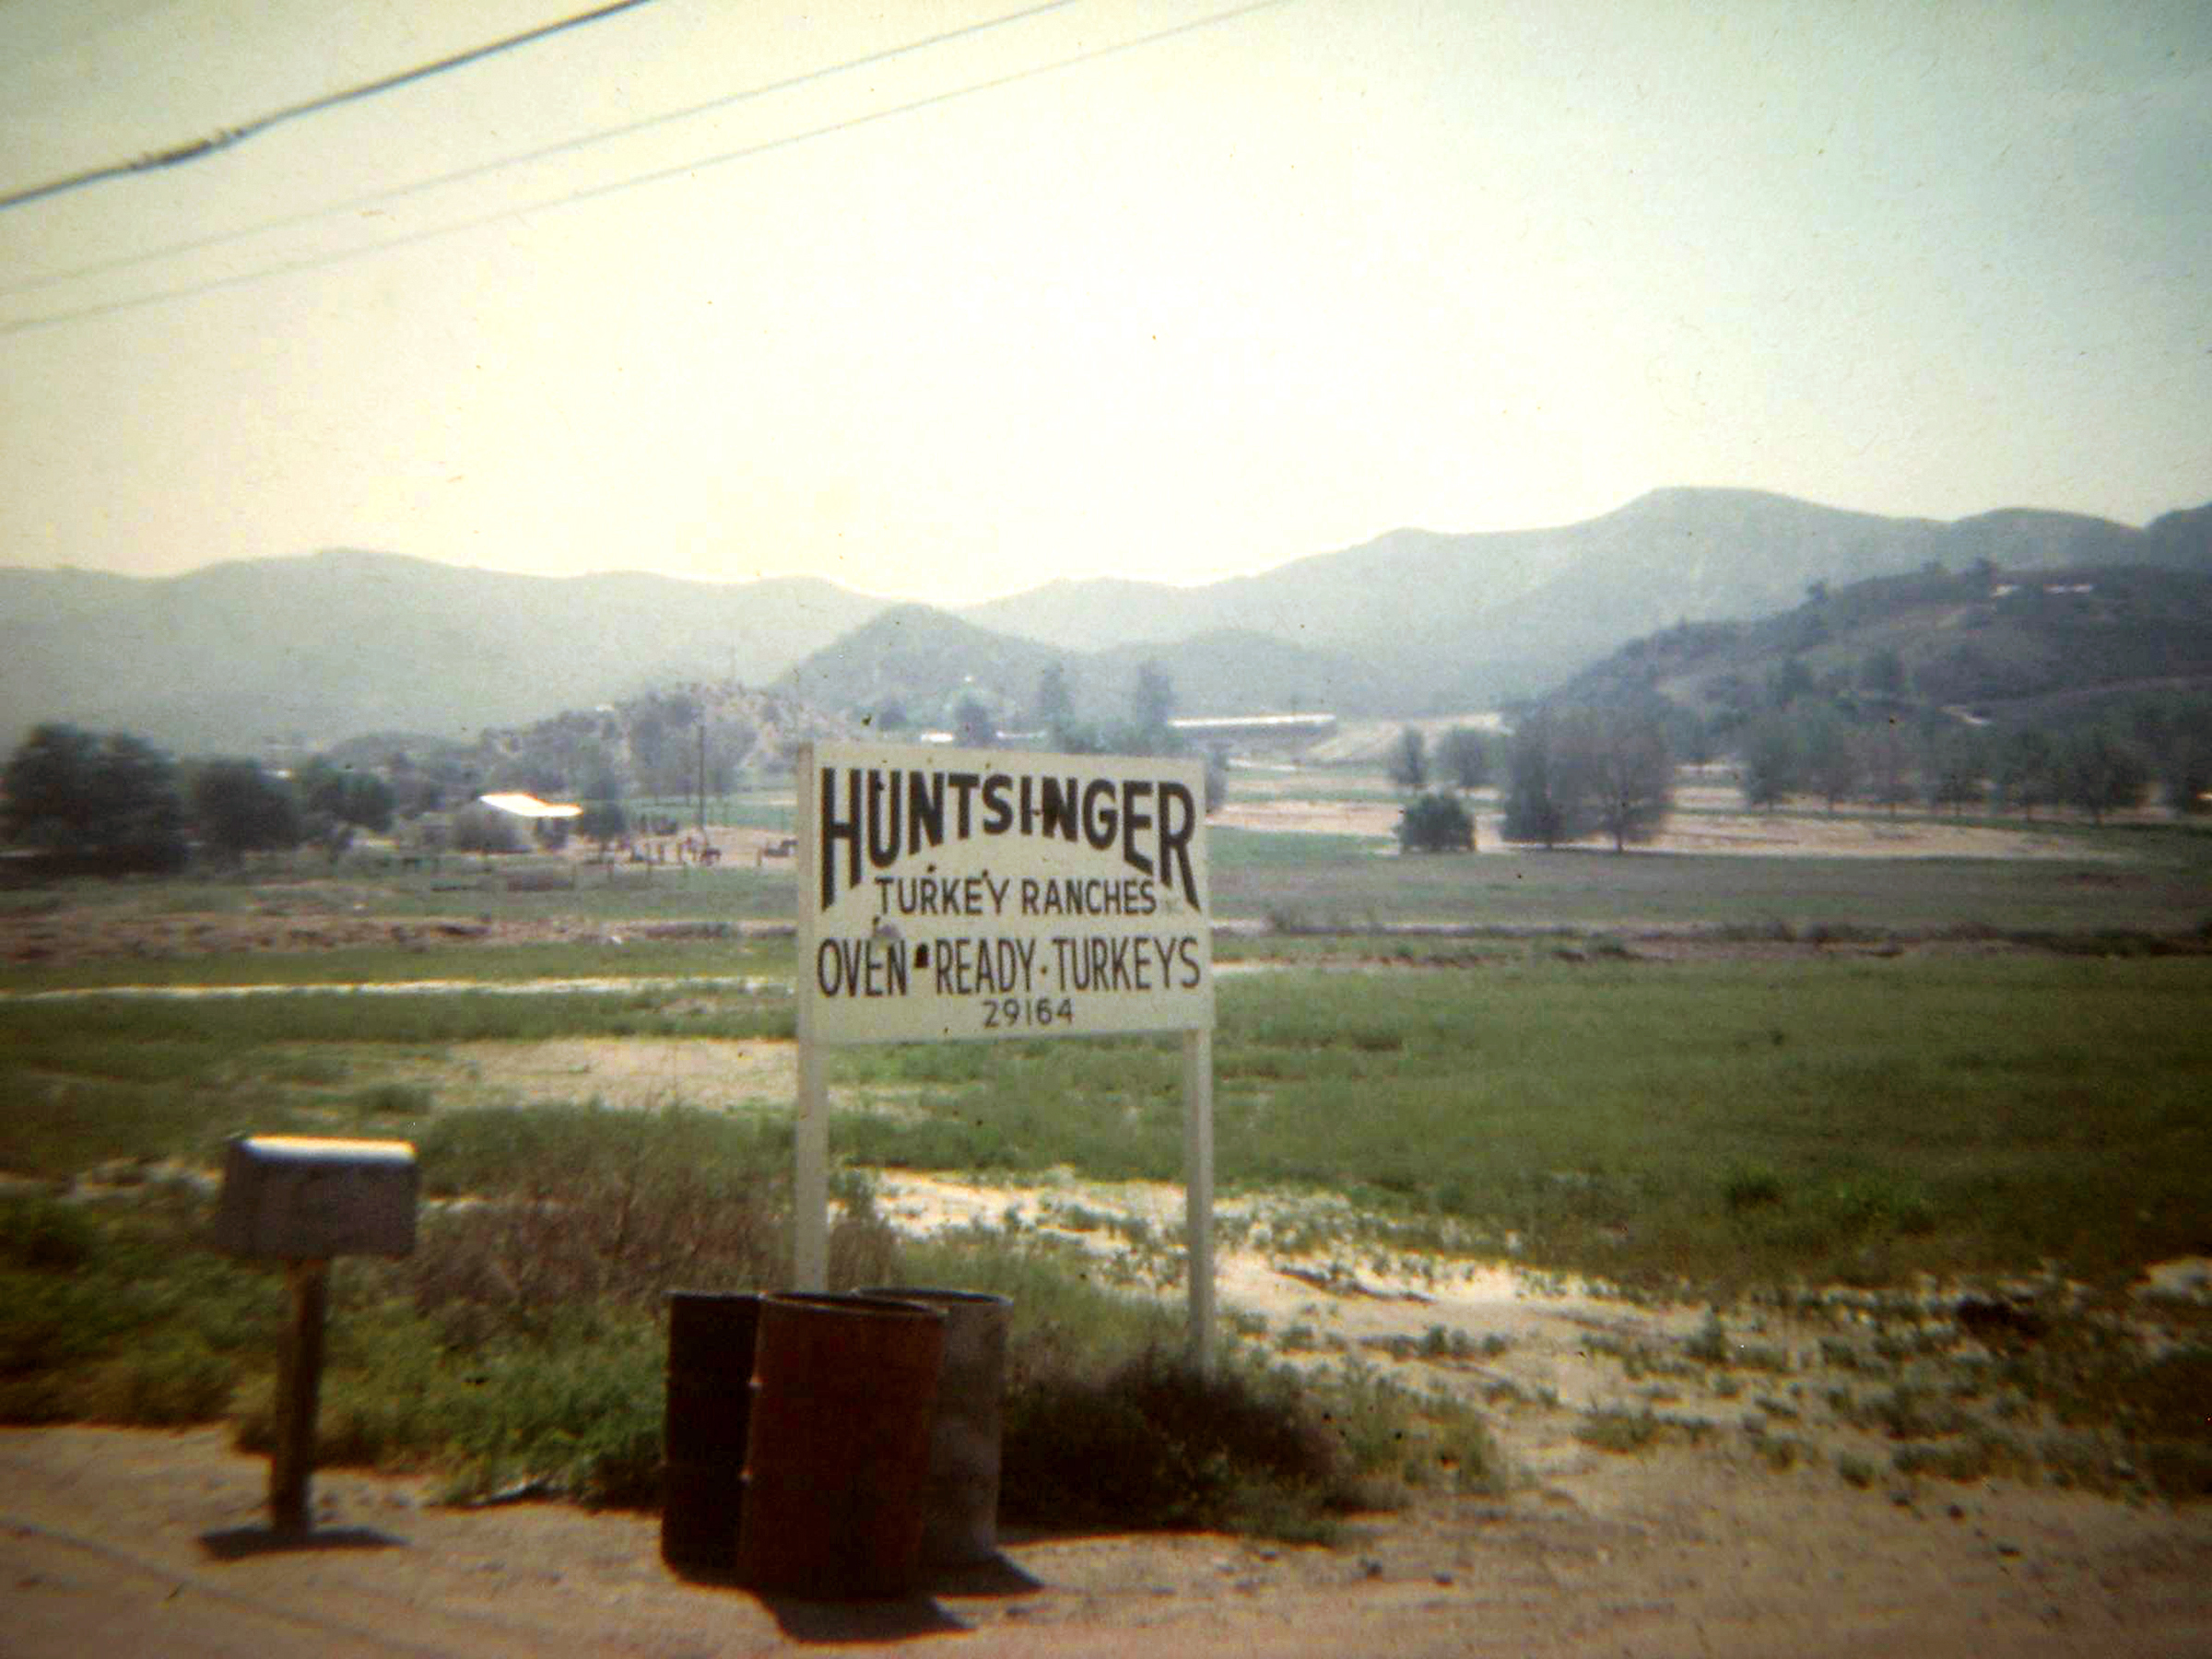 HUNTSINGER
TURKEY RANCHES
OVEN-READY-TURKEYS
29164